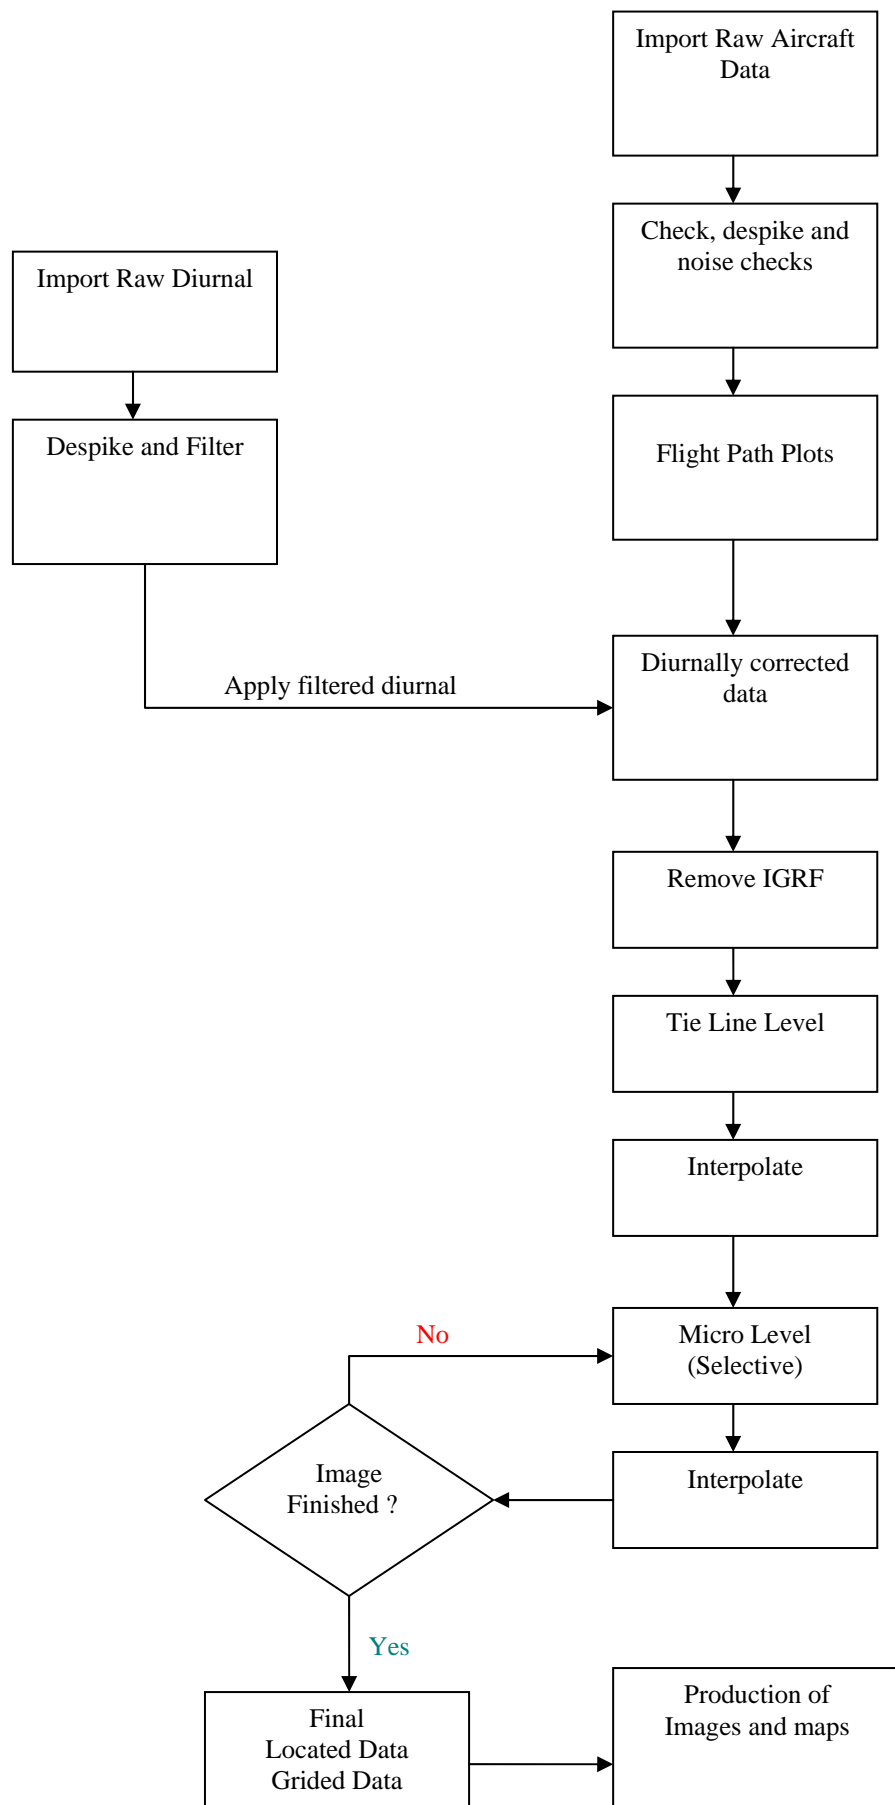 Import Raw Aircraft
Data
Check, despike and
noise checks
Import Raw Diurnal
Despike and Filter
Flight Path Plots
Apply filtered diurnal
Diurnally corrected
data
Remove IGRF
Tie Line Level
Interpolate
No
Micro Level
(Selective)
Image
Finished ?
Interpolate
Yes
Final
Located Data
Grided Data
Production of
Images and maps